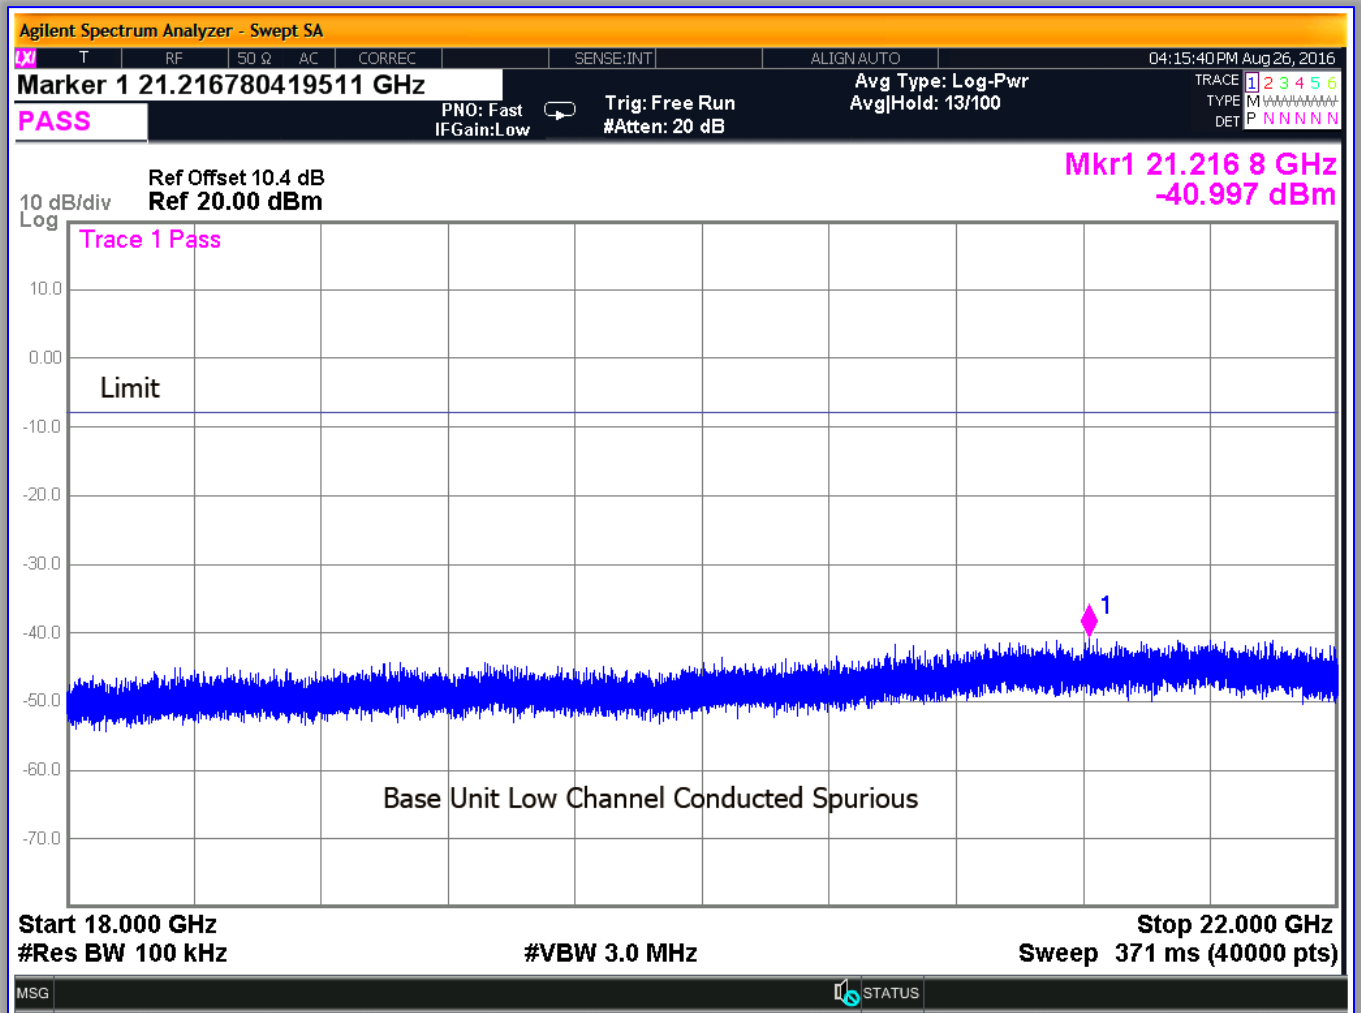 Agilent Spectrum Analyzer - Swept SA
LXI T RF 50 Ω AC CORREC SENSE:INT ALIGN AUTO 04:15:40 PM Aug 26, 2016
Marker 1 21.216780419511 GHz
PASS
PNO: Fast
IFGain:Low
Trig: Free Run
#Atten: 20 dB
Avg Type: Log-Pwr
Avg|Hold: 13/100
TRACE 1 2 3 4 5 6
TYPE M
DET P N N N N N
Mkr1 21.216 8 GHz
-40.997 dBm
Ref Offset 10.4 dB
10 dB/div Ref 20.00 dBm
Log
Trace 1 Pass
10.0
0.00
Limit
-10.0
-20.0
-30.0
1
-40.0
-50.0
-60.0
Base Unit Low Channel Conducted Spurious
-70.0
Start 18.000 GHz Stop 22.000 GHz
#Res BW 100 kHz #VBW 3.0 MHz Sweep 371 ms (40000 pts)
MSG STATUS